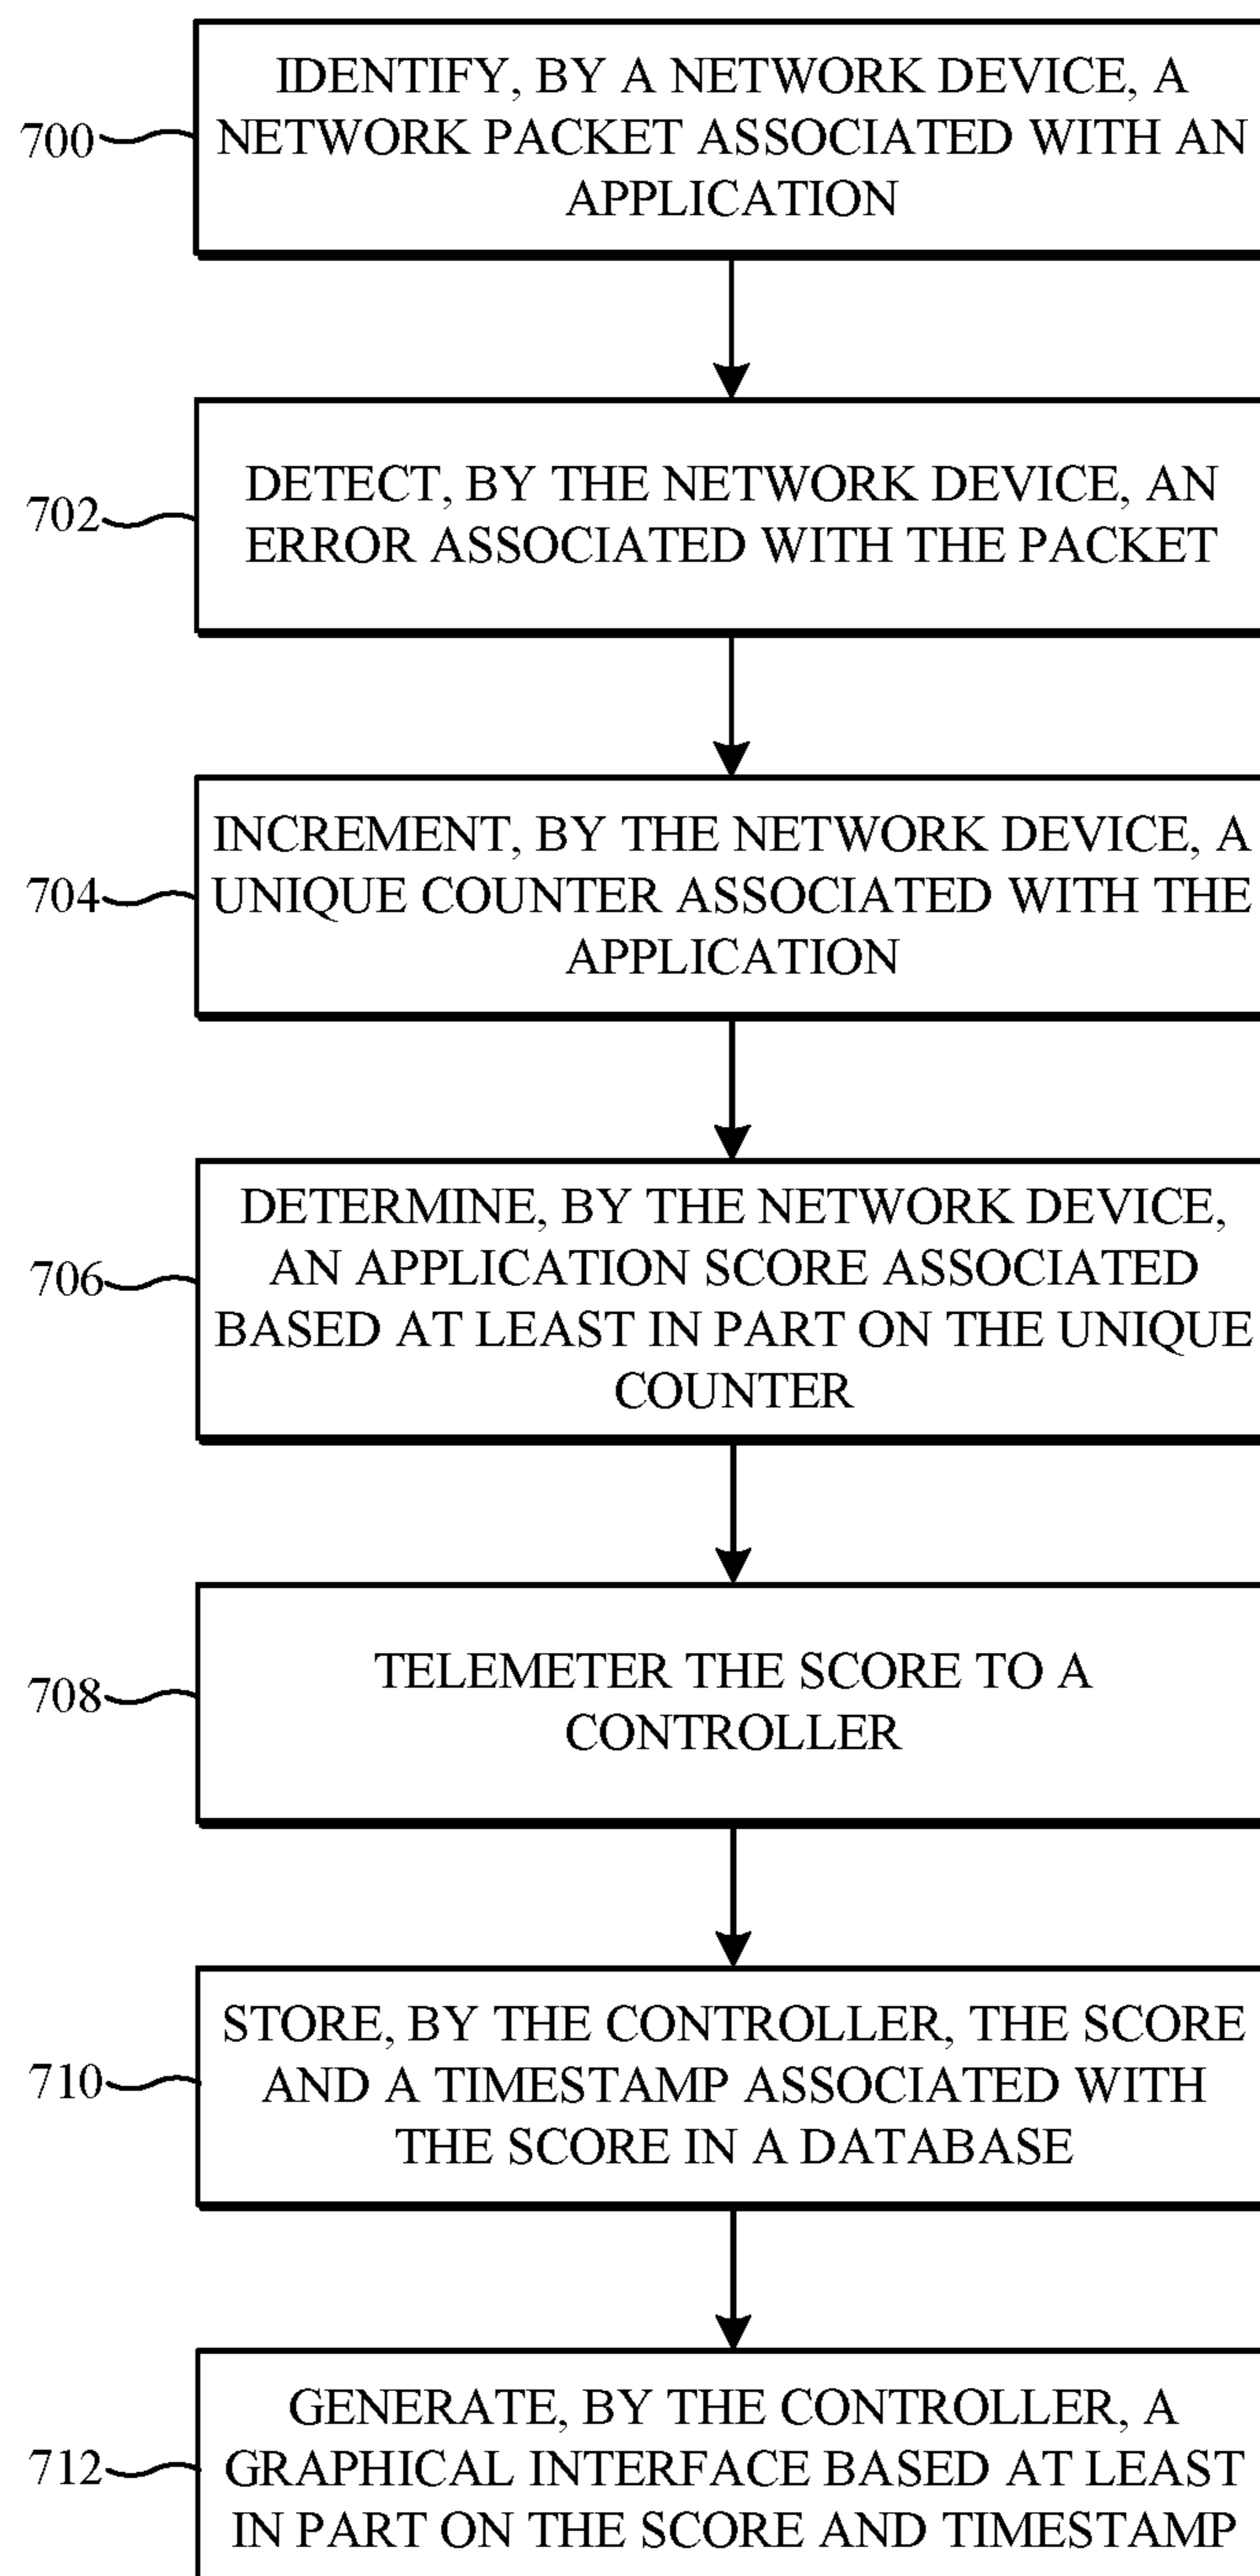 IDENTIFY, BY A NETWORK DEVICE, A
700
NETWORK PACKET ASSOCIATED WITH AN
APPLICATION
702
DETECT, BY THE NETWORK DEVICE, AN
ERROR ASSOCIATED WITH THE PACKET
INCREMENT, BY THE NETWORK DEVICE, A
704
UNIQUE COUNTER ASSOCIATED WITH THE
APPLICATION
DETERMINE, BY THE NETWORK DEVICE,
706
AN APPLICATION SCORE ASSOCIATED
BASED AT LEAST IN PART ON THE UNIQUE
COUNTER
708
TELEMETER THE SCORE TO A
CONTROLLER
STORE, BY THE CONTROLLER, THE SCORE
710
AND A TIMESTAMP ASSOCIATED WITH
THE SCORE IN A DATABASE
GENERATE, BY THE CONTROLLER, A
712
GRAPHICAL INTERFACE BASED AT LEAST
IN PART ON THE SCORE AND TIMESTAMP